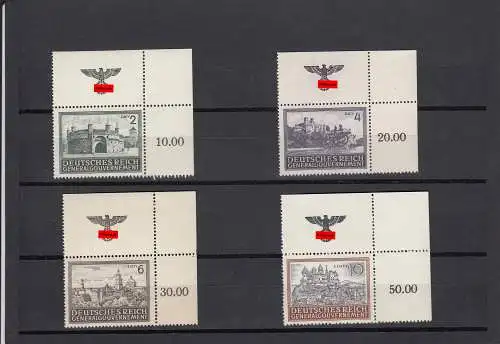 2
DEUTSCHES REICH
GENERALGOUVERNEMENT
10.00
4
DEUTSCHES REICH
GENERALGOUVERNEMENT
20.00
6
DEUTSCHES REICH
GENERALGOUVERNEMENT
30.00
10
DEUTSCHES REICH
GENERALGOUVERNEMENT
50.00